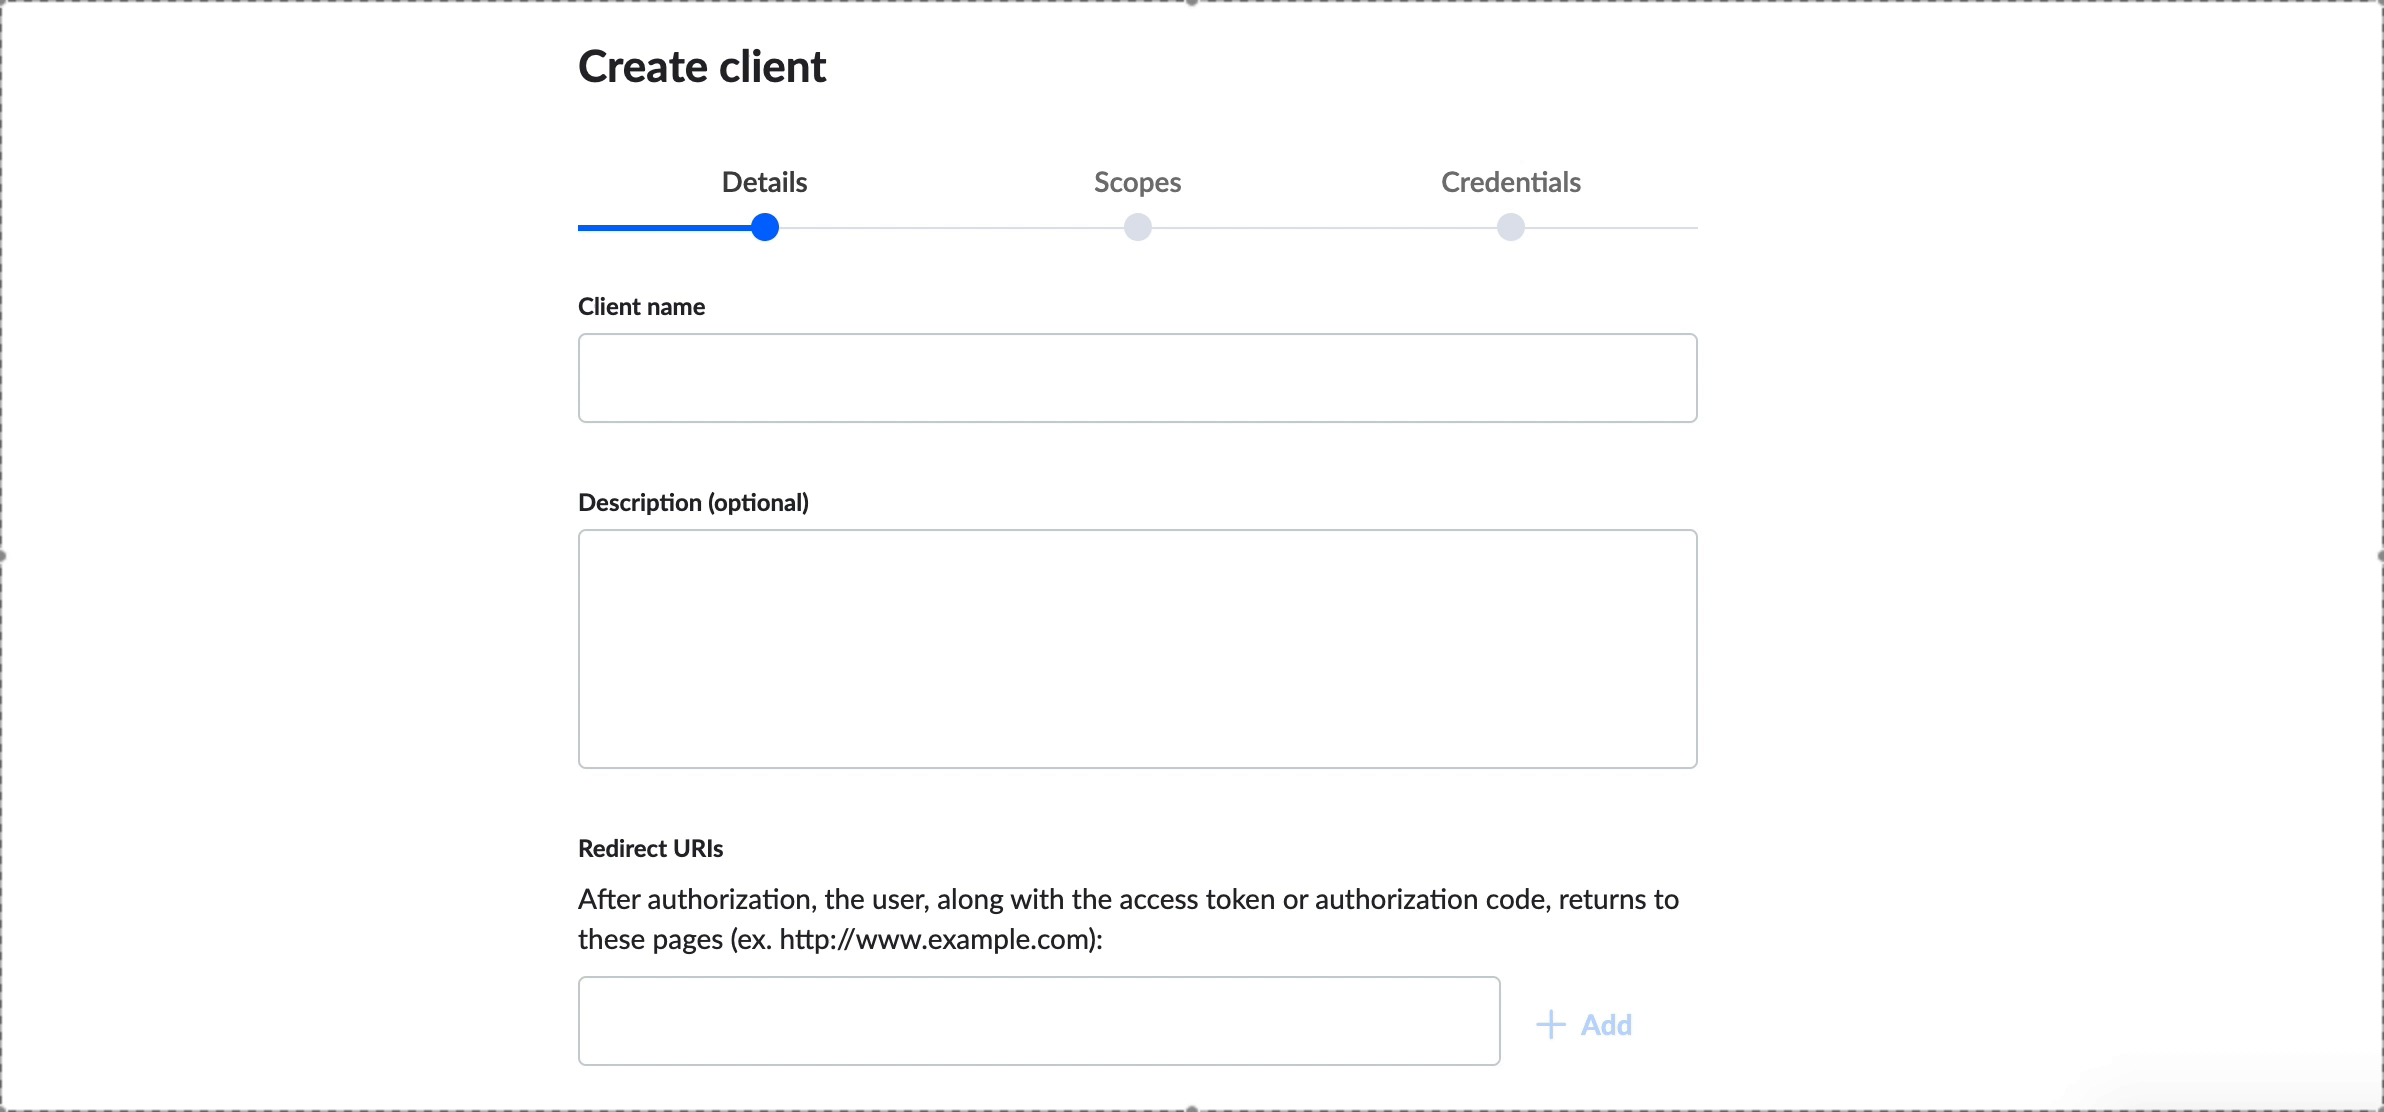 Create client
Details
Scopes
Credentials
Client name
Description (optional)
Redirect URIs
After authorization, the user, along with the access token or authorization code, returns to
these pages (ex. http://www.example.com):
Add